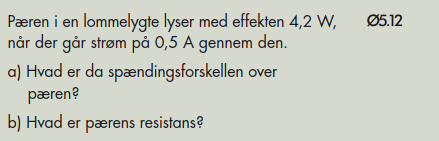 Pæren i en lommelygte lyser med effekten 4,2 W, Ø5.12
når der går strøm på 0,5 A gennem den.
a) Hvad er da spændingsforskellen over
pæren?
b) Hvad er pærens resistans?